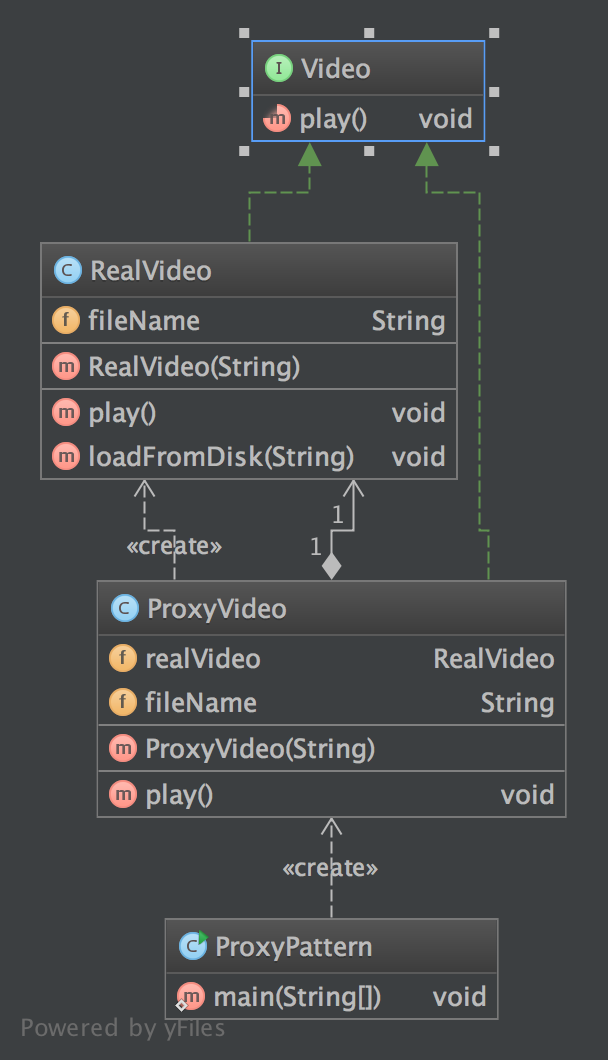 I Video
m play() void
C RealVideo
f fileName String
m RealVideo(String)
m play() void
m loadFromDisk(String) void
1
«create» 1
C ProxyVideo
f realVideo RealVideo
f fileName String
m ProxyVideo(String)
m play() void
«create»
C ProxyPattern
m main(String[]) void
Powered by yFiles